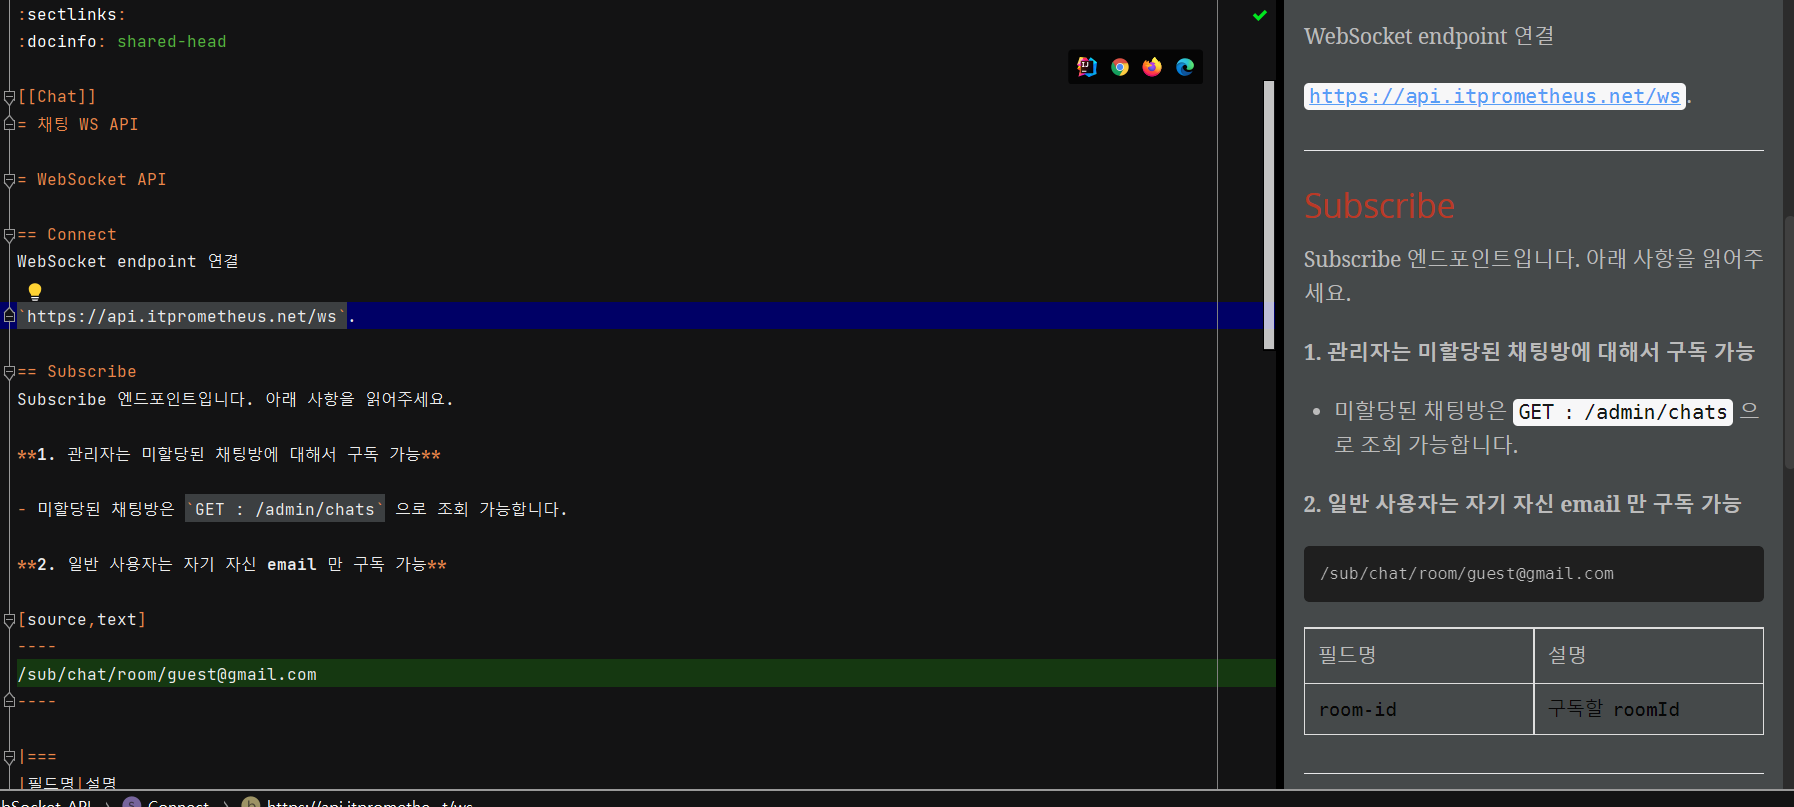 :sectlinks:
:docinfo: shared-head
[[Chat]]
= 채팅 WS API
= WebSocket API
== Connect
WebSocket endpoint 연결
`https://api.itprometheus.net/ws`.
== Subscribe
Subscribe 엔드포인트입니다. 아래 사항을 읽어주세요.
**1. 관리자는 미할당된 채팅방에 대해서 구독 가능**
- 미할당된 채팅방은 `GET : /admin/chats` 으로 조회 가능합니다.
**2. 일반 사용자는 자기 자신 email 만 구독 가능**
[source,text]
----
/sub/chat/room/guest@gmail.com
----
|===
|필드명|설명
bSocket API > s Connect > b https://api.itpromethe...t/ws
WebSocket endpoint 연결
https://api.itprometheus.net/ws.
Subscribe
Subscribe 엔드포인트입니다. 아래 사항을 읽어주
세요.
1. 관리자는 미할당된 채팅방에 대해서 구독 가능
• 미할당된 채팅방은 GET : /admin/chats 으
로 조회 가능합니다.
2. 일반 사용자는 자기 자신 email 만 구독 가능
/sub/chat/room/guest@gmail.com
필드명 설명
room-id 구독할 roomId